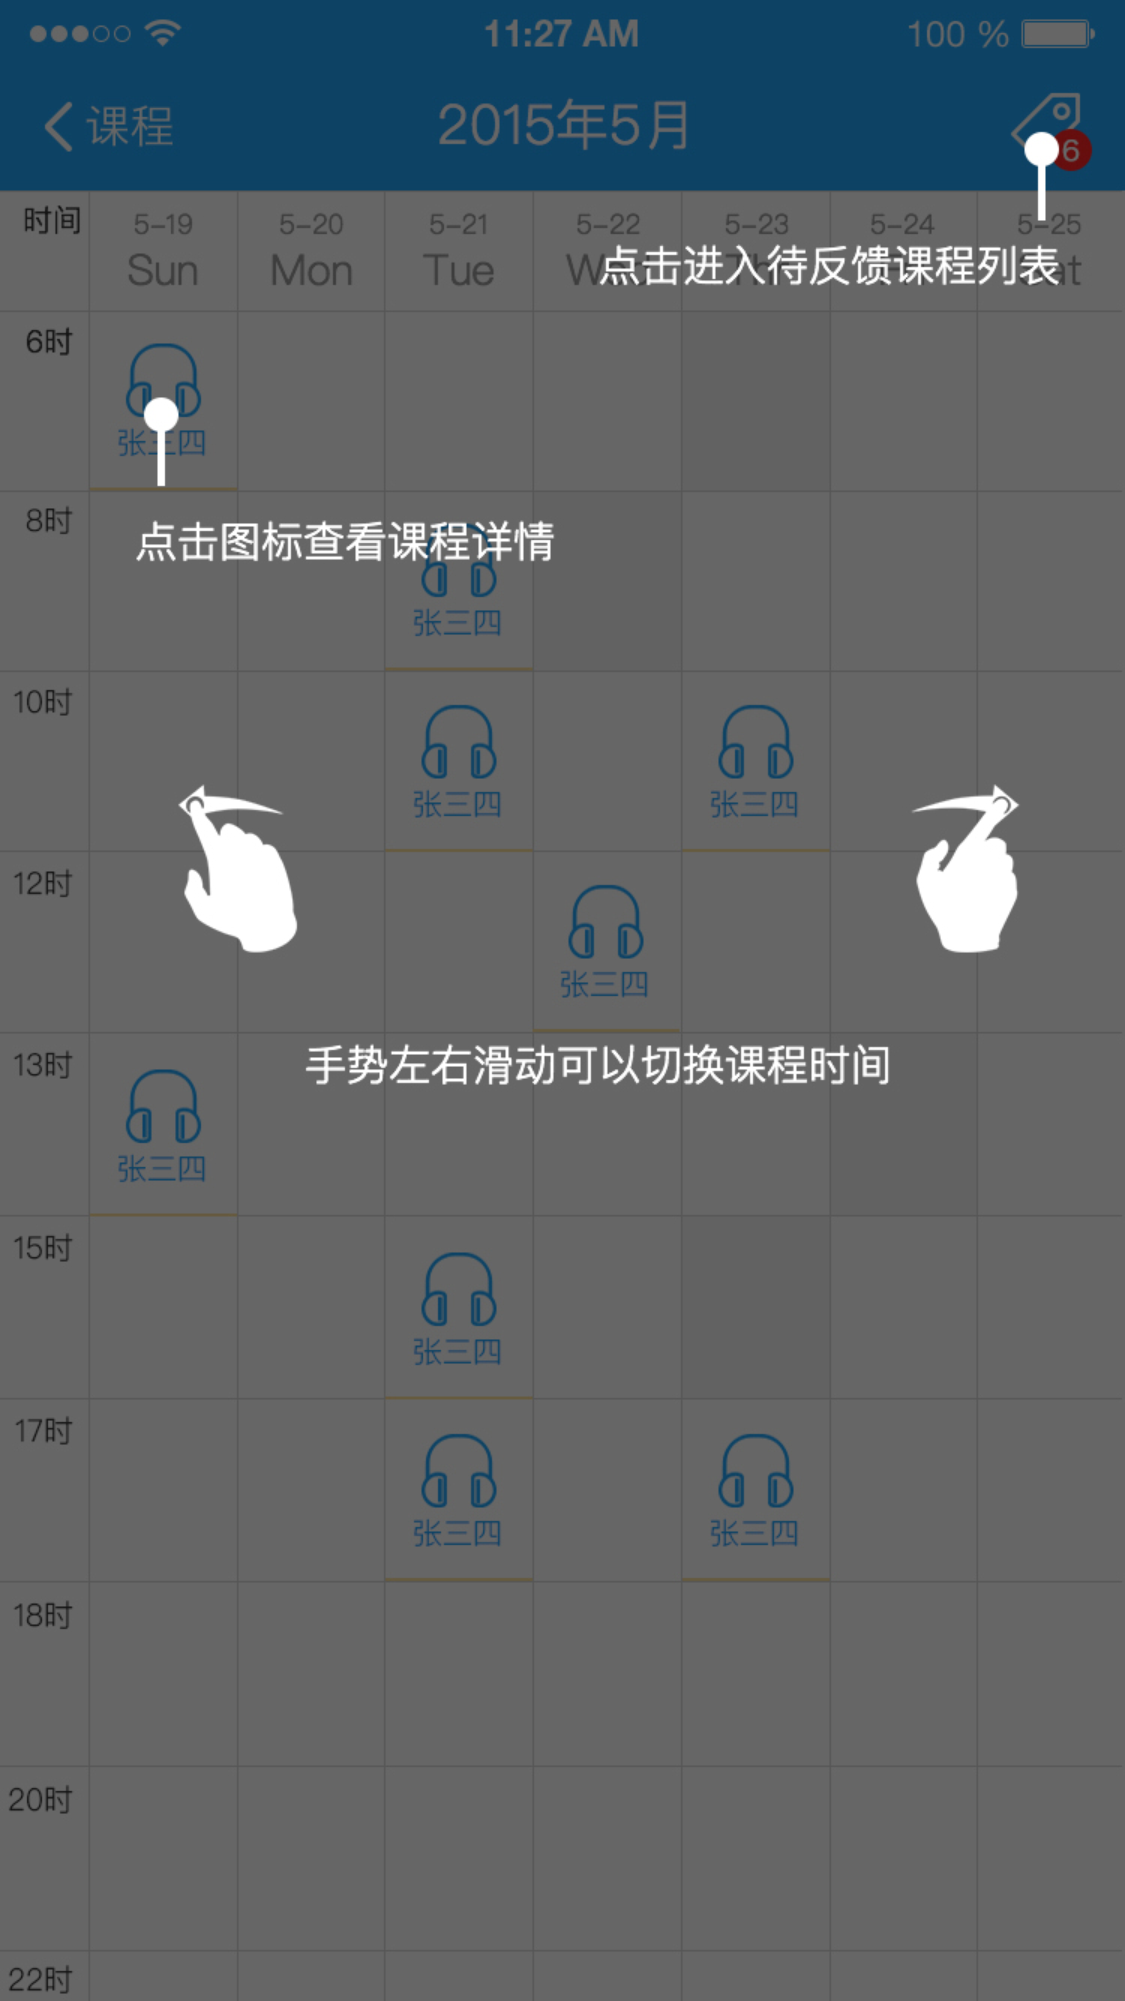 11:27 AM 100 %
课程 2015年5月 6
时间 5-19 5-20 5-21 5-22 5-23 5-24 5-25
Sun Mon Tue
点击进入待反馈课程列表
6时
张三四
8时
点击图标查看课程详情
张三四
10时
张三四 张三四
12时
张三四
13时
手势左右滑动可以切换课程时间
张三四
15时
张三四
17时
张三四 张三四
18时
20时
22时